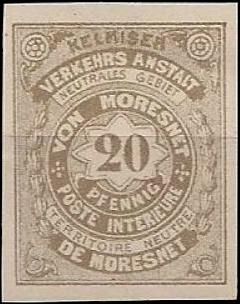 KELMISER
VERKEHRS ANSTALT
NEUTRALES GEBIET
VON MORESNET
20
PFENNIG
POSTE INTERIEURE
TERRITOIRE NEUTRE
DE MORESNET